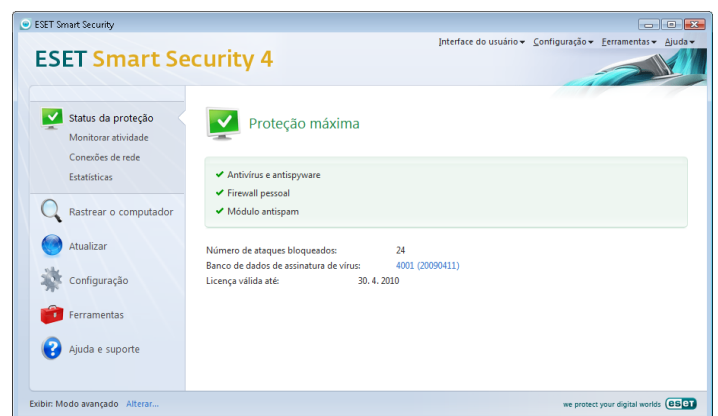 ESET Smart Security
Interface do usuário Configuração Ferramentas Ajuda
ESET Smart Security 4
Status da proteção
Monitorar atividade
Conexões de rede
Estatísticas
Rastrear o computador
Atualizar
Configuração
Ferramentas
Ajuda e suporte
Proteção máxima
Antivírus e antispyware
Firewall pessoal
Módulo antispam
Número de ataques bloqueados: 24
Banco de dados de assinatura de vírus: 4001 (20090411)
Licença válida até: 30. 4. 2010
Exibir: Modo avançado Alterar...
we protect your digital worlds eset